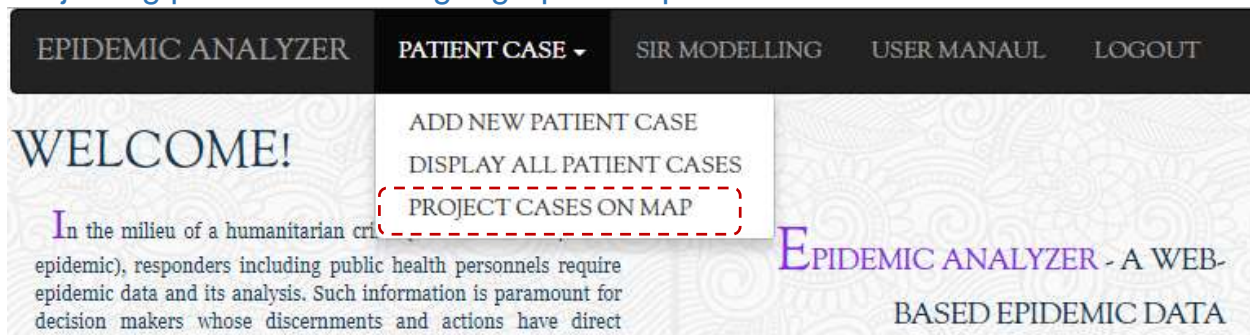 EPIDEMIC ANALYZER PATIENT CASE SIR MODELLING USER MANAUL LOGOUT
ADD NEW PATIENT CASE
DISPLAY ALL PATIENT CASES
PROJECT CASES ON MAP
WELCOME!
In the milieu of a humanitarian
epidemic), responders including public health personnels require
epidemic data and its analysis. Such information is paramount for
decision makers whose discernments and actions have direct
EPIDEMIC ANALYZER - A WEB-
BASED EPIDEMIC DATA